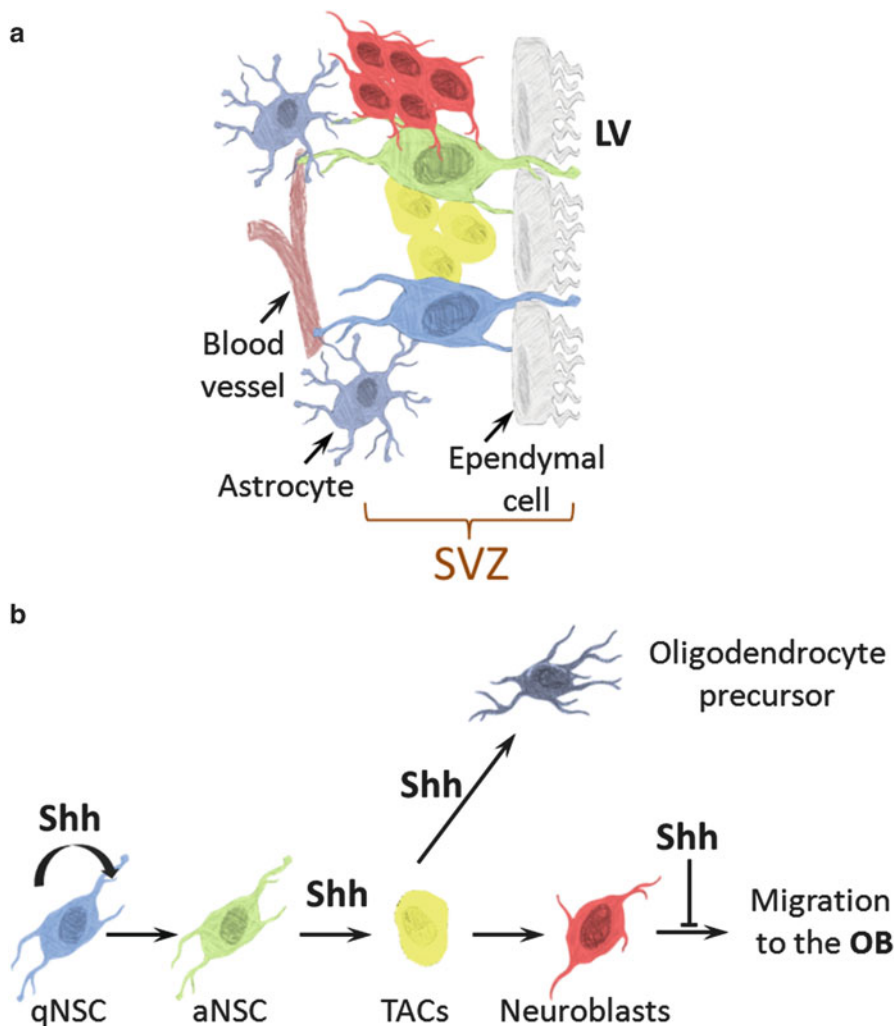 a
LV
Blood
vessel
Astrocyte
Ependymal
cell
SVZ
b
Oligodendrocyte
precursor
Shh
Shh
Shh
Shh
Migration
to the OB
qNSC
aNSC
TACs
Neuroblasts